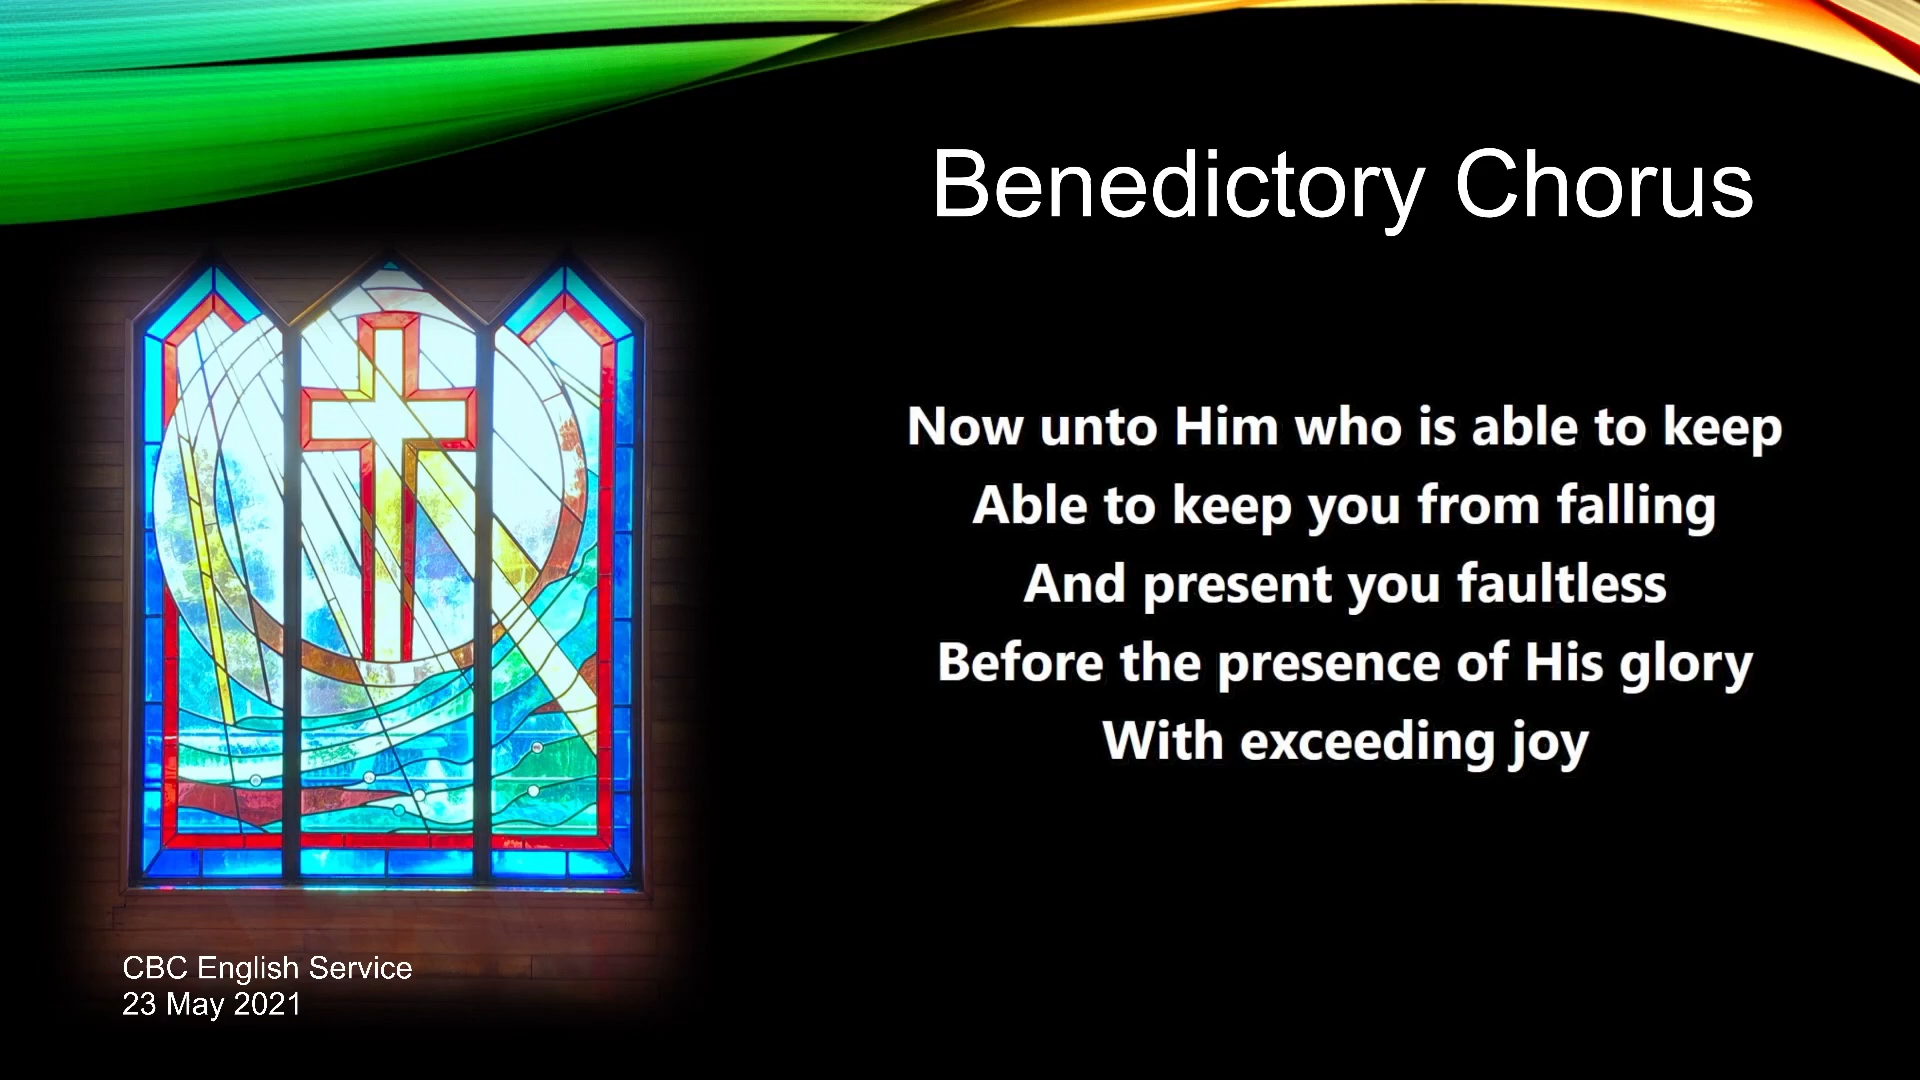 Benedictory Chorus
Now unto Him who is able to keep
Able to keep you from falling
And present you faultless
Before the presence of His glory
With exceeding joy
CBC English Service
23 May 2021